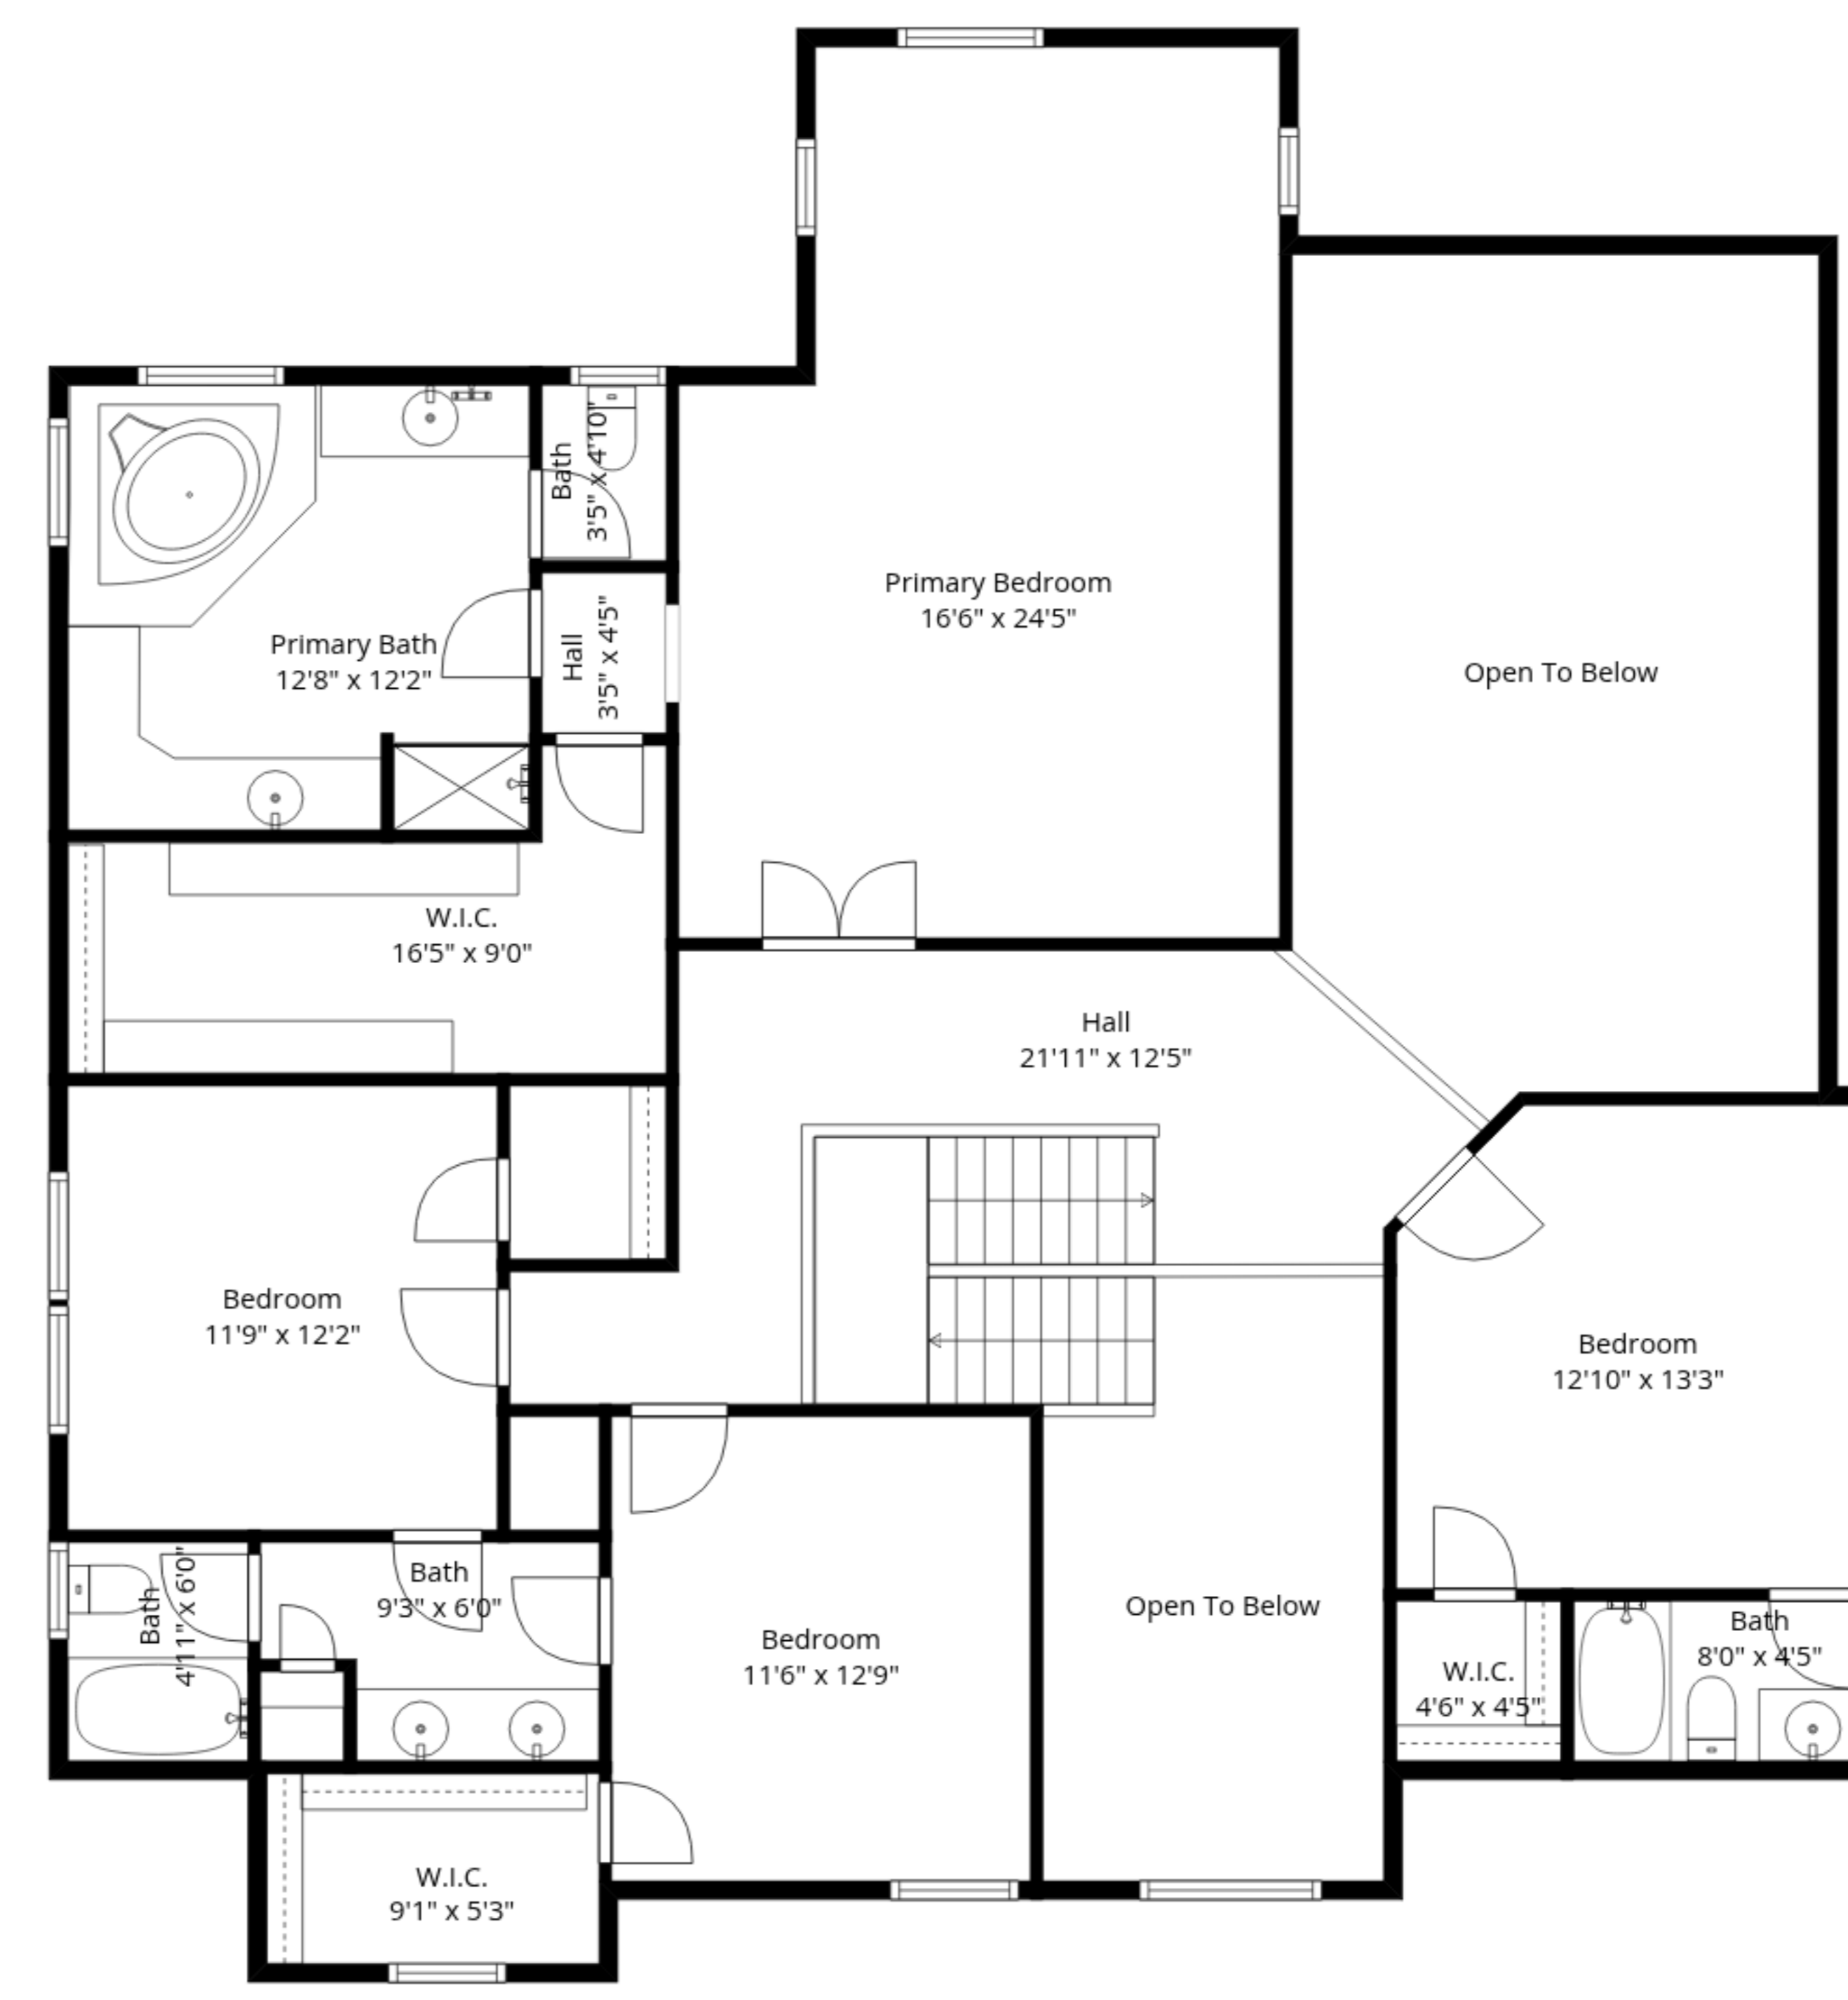 Bath
3'5" x 4'10"
Primary Bedroom
16'6" x 24'5"
Primary Bath
12'8" x 12'2"
Hall
3'5" x 4'5"
Open To Below
W.I.C.
16'5" x 9'0"
Hall
21'11" x 12'5"
Bedroom
11'9" x 12'2"
Bedroom
12'10" x 13'3"
Bath
4'11" x 6'0"
Bath
9'3" x 6'0"
Bedroom
11'6" x 12'9"
Open To Below
W.I.C.
4'6" x 4'5"
Bath
8'0" x 4'5"
W.I.C.
9'1" x 5'3"